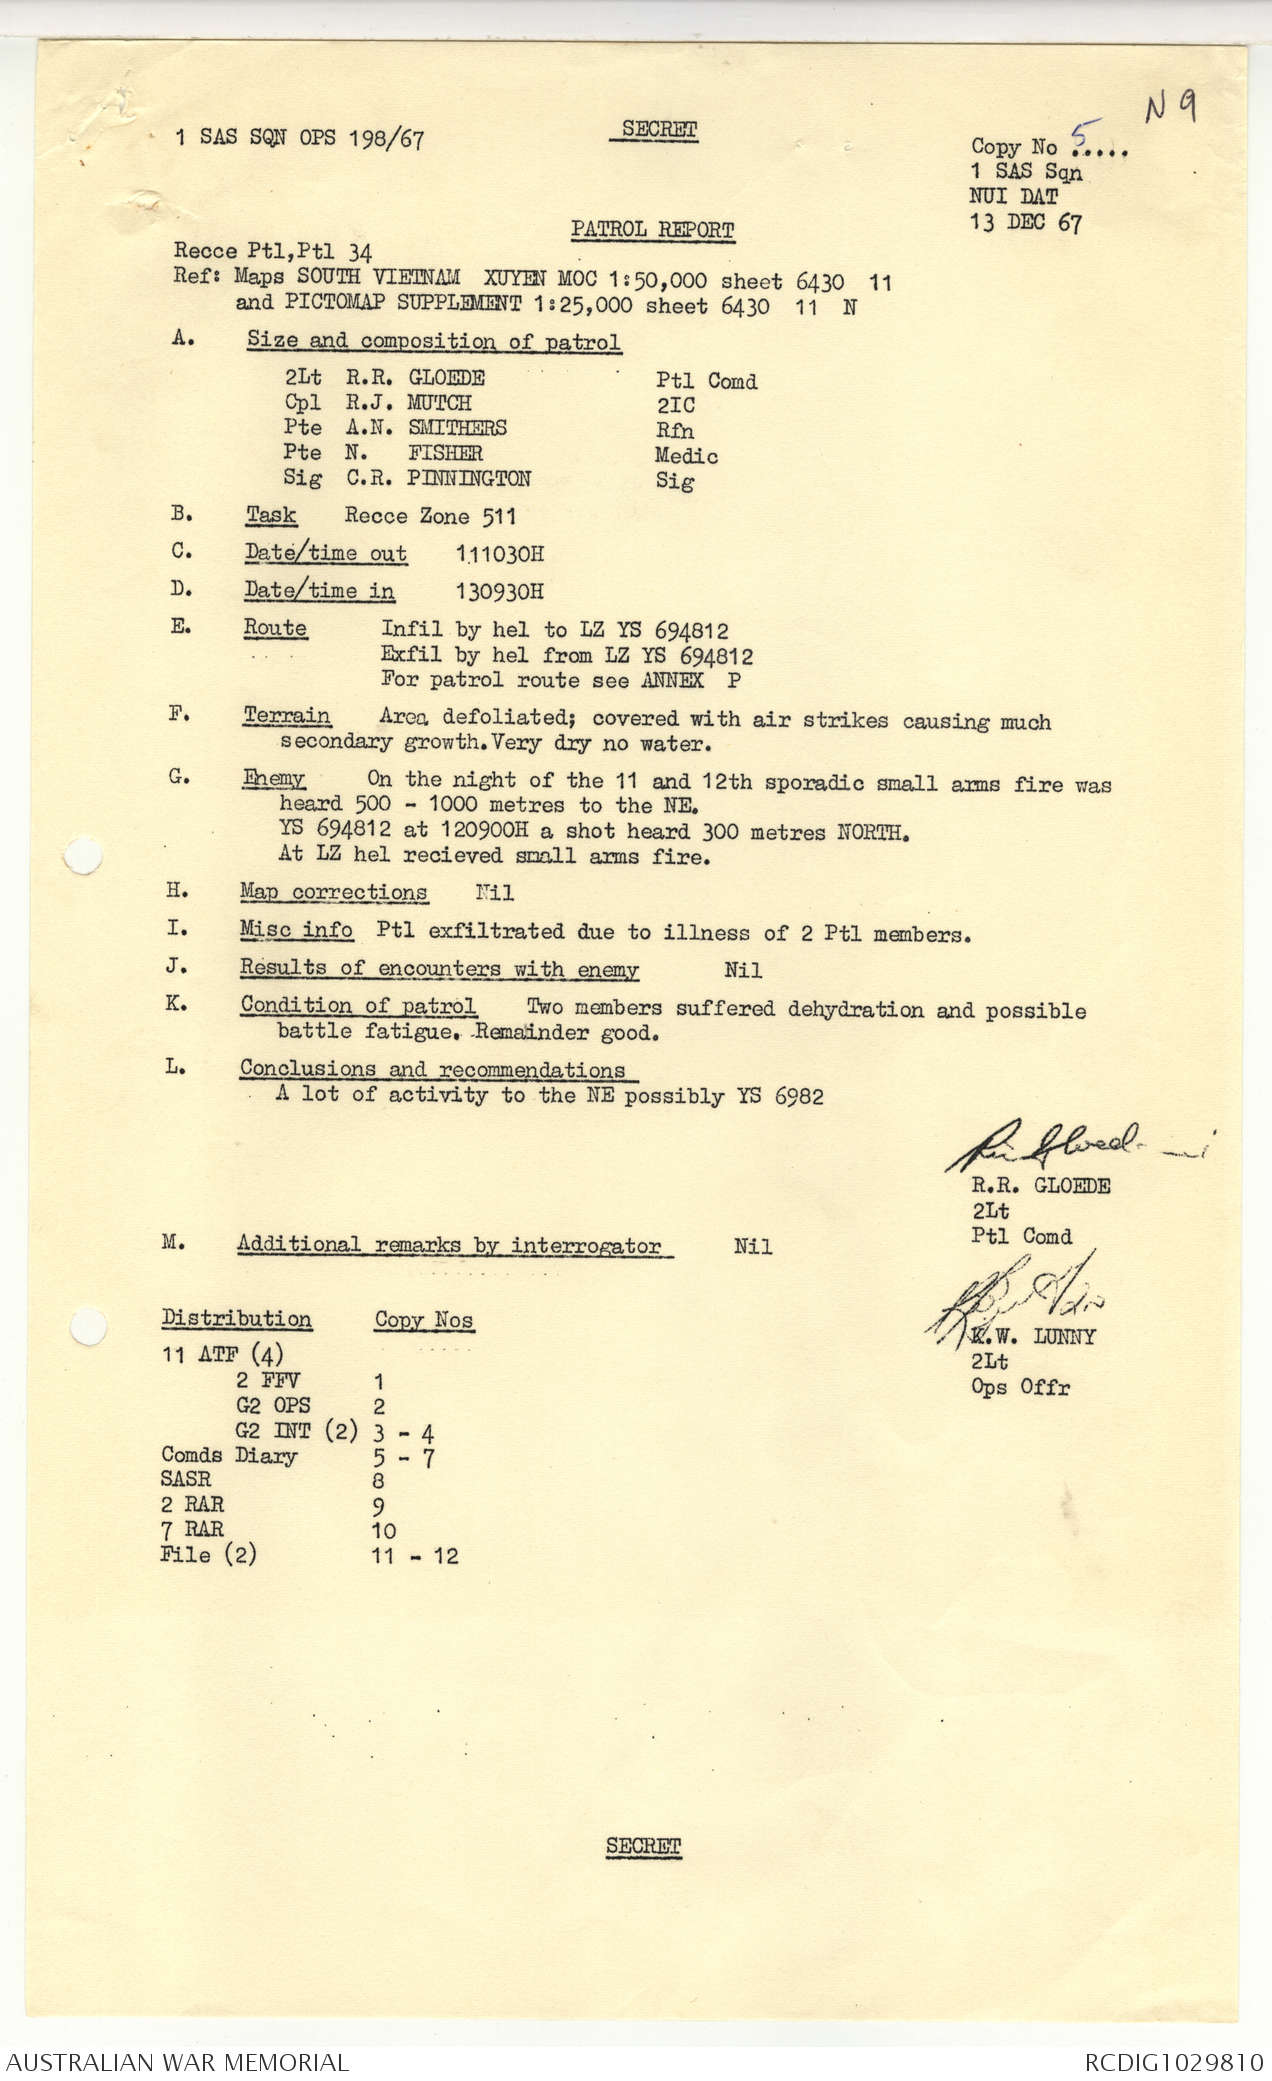 N 9
1 SAS SQN OPS 198/67
SECRET
Copy No 5.....
1 SAS Sqn
NUI DAT
13 DEC 67
PATROL REPORT
Recce Ptl,Ptl 34
Ref: Maps SOUTH VIETNAM XUYEN MOC 1:50,000 sheet 6430 11
and PICTOMAP SUPPLEMENT 1:25,000 sheet 6430 11 N
A. Size and composition of patrol
2Lt R.R. GLOEDE Ptl Comd
Cpl R.J. MUTCH 2IC
Pte A.N. SMITHERS Rfn
Pte N. FISHER Medic
Sig C.R. PINNINGTON Sig
B. Task Recce Zone 511
C. Date/time out 111030H
D. Date/time in 130930H
E. Route Infil by hel to LZ YS 694812
Exfil by hel from LZ YS 694812
For patrol route see ANNEX P
F. Terrain Area defoliated; covered with air strikes causing much
secondary growth.Very dry no water.
G. Enemy On the night of the 11 and 12th sporadic small arms fire was
heard 500 - 1000 metres to the NE.
YS 694812 at 120900H a shot heard 300 metres NORTH.
At LZ hel recieved small arms fire.
H. Map corrections Nil
I. Misc info Ptl exfiltrated due to illness of 2 Ptl members.
J. Results of encounters with enemy Nil
K. Condition of patrol Two members suffered dehydration and possible
battle fatigue. Remainder good.
L. Conclusions and recommendations
A lot of activity to the NE possibly YS 6982
R.R. GLOEDE
2Lt
Ptl Comd
M. Additional remarks by interrogator Nil
K.W. LUNNY
2Lt
Ops Offr
Distribution Copy Nos
11 ATF (4)
2 FFV 1
G2 OPS 2
G2 INT (2) 3 - 4
Comds Diary 5 - 7
SASR 8
2 RAR 9
7 RAR 10
File (2) 11 - 12
SECRET
AUSTRALIAN WAR MEMORIAL
RCDIG1029810